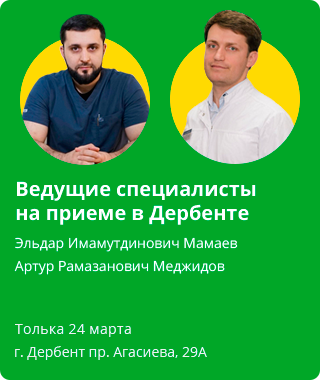 Ведущие специалисты
на приеме в Дербенте
Эльдар Имамутдинович Мамаев
Артур Рамазанович Меджидов
Толька 24 марта
г. Дербент пр. Агасиева, 29А